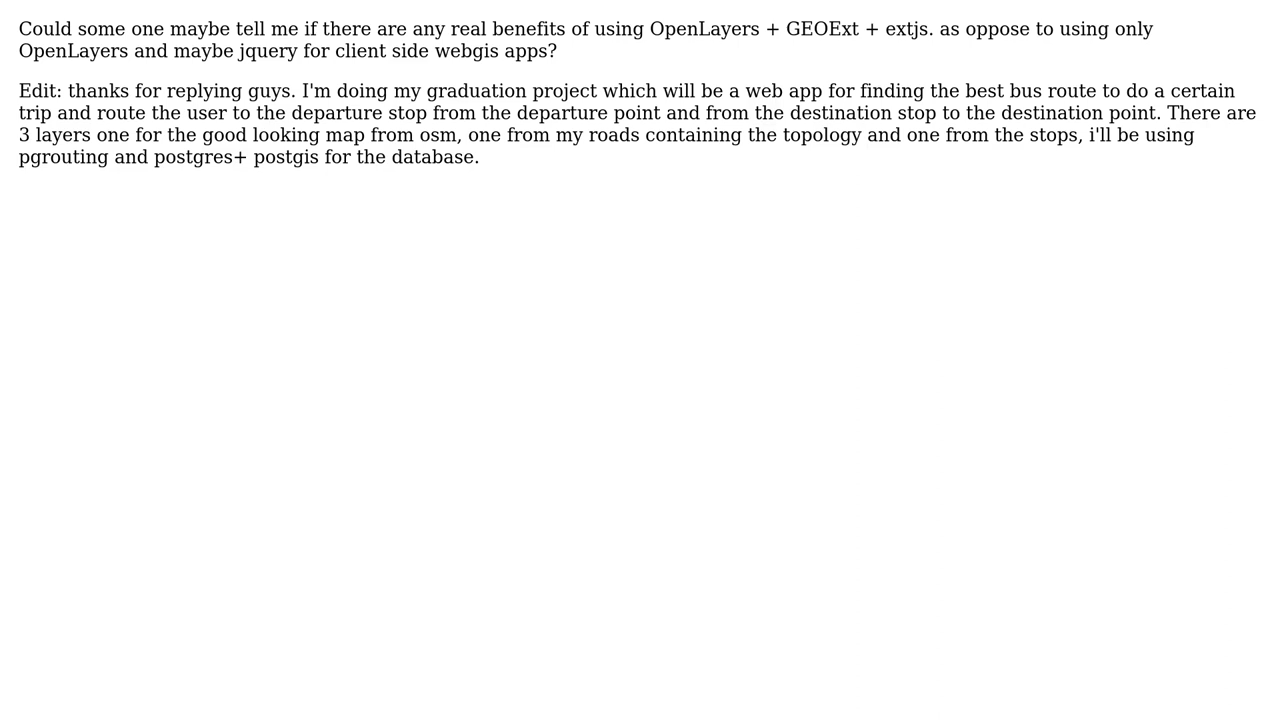 Could some one maybe tell me if there are any real benefits of using OpenLayers + GEOExt + extjs. as oppose to using only
OpenLayers and maybe jquery for client side webgis apps?
Edit: thanks for replying guys. I'm doing my graduation project which will be a web app for finding the best bus route to do a certain
trip and route the user to the departure stop from the departure point and from the destination stop to the destination point. There are
3 layers one for the good looking map from osm, one from my roads containing the topology and one from the stops, i'll be using
pgrouting and postgres+ postgis for the database.